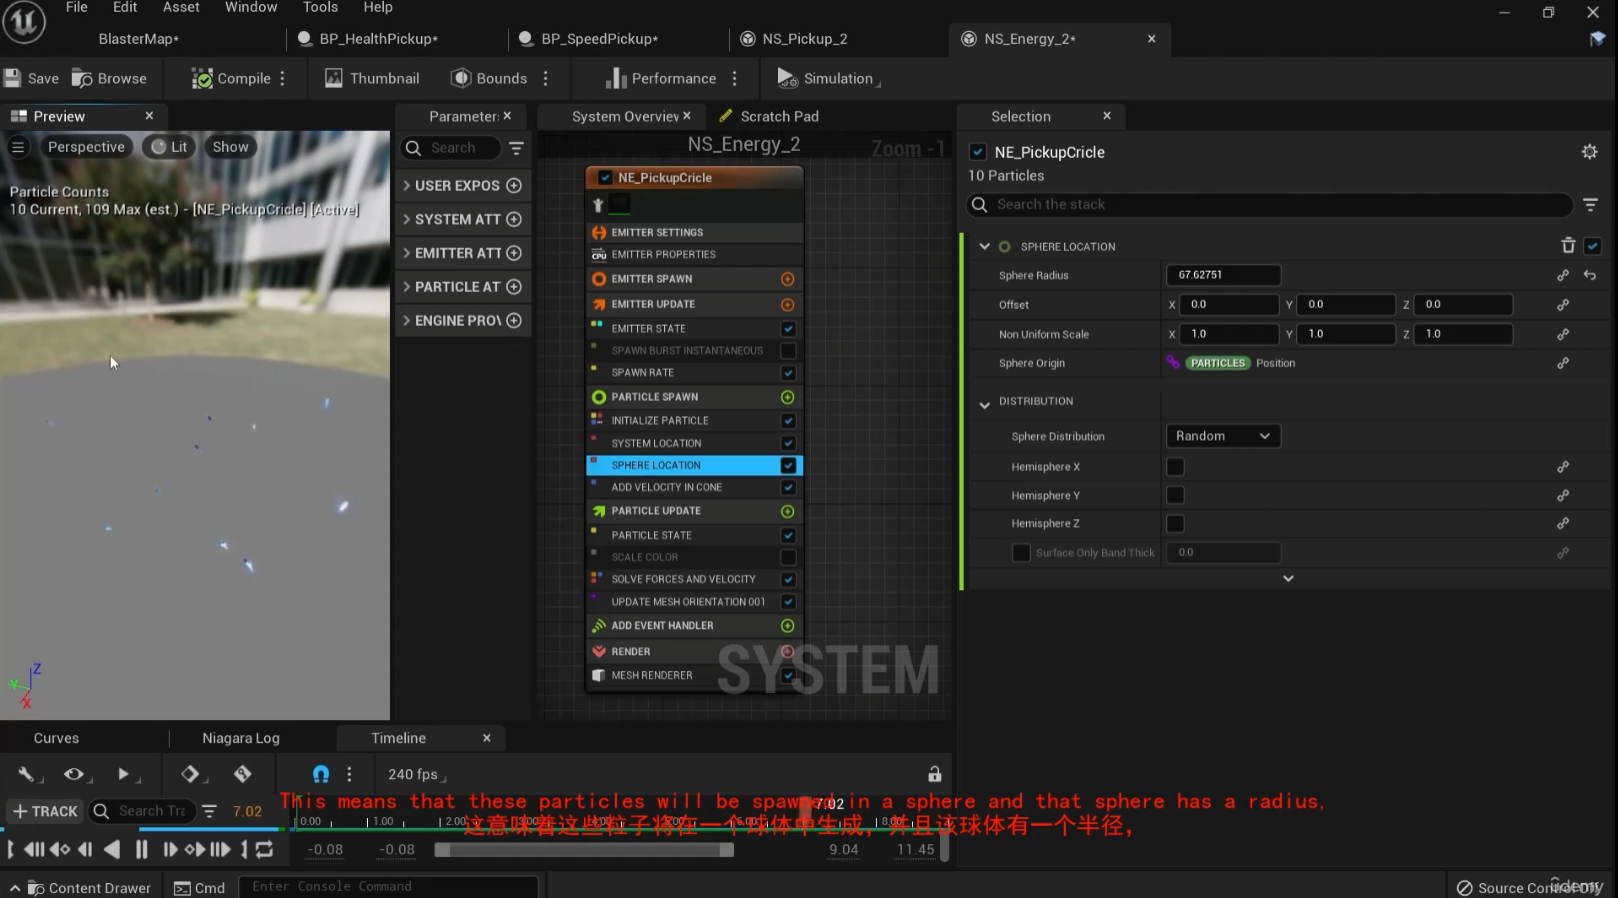 File Edit Asset Window Tools Help
BlasterMap* BP_HealthPickup* BP_SpeedPickup* NS_Pickup_2 NS_Energy_2*
Save Browse Compile Thumbnail Bounds Performance Simulation
Preview Parameter: System Overview Scratch Pad Selection
Perspective Lit Show
Particle Counts
10 Current, 109 Max (est.) - [NE_PickupCricle] [Active]
Search
USER EXPOS
SYSTEM ATT
EMITTER ATT
PARTICLE AT
ENGINE PRO
NS_Energy_2 Zoom -1
NE_PickupCricle
EMITTER SETTINGS
CPU EMITTER PROPERTIES
EMITTER SPAWN
EMITTER UPDATE
EMITTER STATE
SPAWN BURST INSTANTANEOUS
SPAWN RATE
PARTICLE SPAWN
INITIALIZE PARTICLE
SYSTEM LOCATION
SPHERE LOCATION
ADD VELOCITY IN CONE
PARTICLE UPDATE
PARTICLE STATE
SCALE COLOR
SOLVE FORCES AND VELOCITY
UPDATE MESH ORIENTATION 001
ADD EVENT HANDLER
RENDER
MESH RENDERER
SYSTEM
NE_PickupCricle
10 Particles
Search the stack
SPHERE LOCATION
Sphere Radius 67.62751
Offset X 0.0 Y 0.0 Z 0.0
Non Uniform Scale X 1.0 Y 1.0 Z 1.0
Sphere Origin PARTICLES Position
DISTRIBUTION
Sphere Distribution Random
Hemisphere X
Hemisphere Y
Hemisphere Z
Surface Only Band Thick 0.0
Z
Y
X
Curves Niagara Log Timeline
240 fps
+ TRACK Search Tra 7.02
7.02
0.00 1.00 2.00 6.00 8.00
This means that these particles will be spawned in a sphere and that sphere has a radius,
这意味着这些粒子将在一个球体中生成，并且该球体有一个半径，
-0.08 -0.08 9.04 11.45
Content Drawer Cmd Enter Console Command Source Control Off
ûdemy